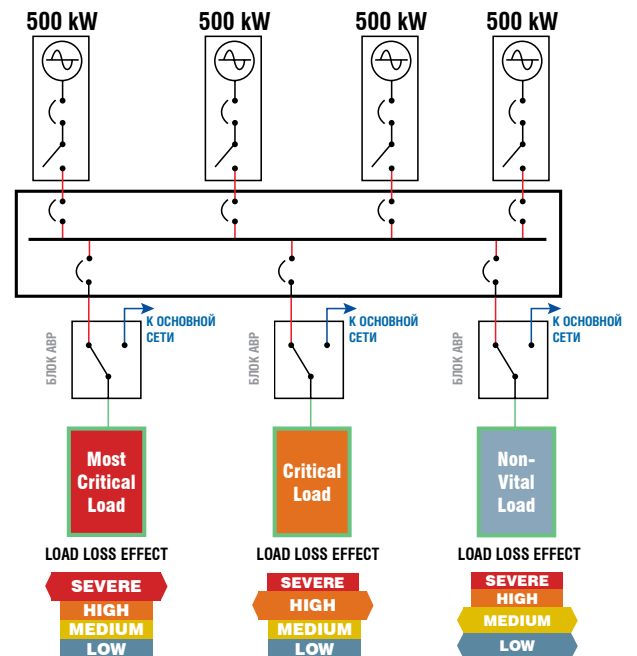 500 kW
500 kW
500 kW
500 kW
БЛОК АВР
К ОСНОВНОЙ
СЕТИ
БЛОК АВР
К ОСНОВНОЙ
СЕТИ
БЛОК АВР
К ОСНОВНОЙ
СЕТИ
Most
Critical
Load
Critical
Load
Non-
Vital
Load
LOAD LOSS EFFECT
SEVERE
HIGH
MEDIUM
LOW
LOAD LOSS EFFECT
SEVERE
HIGH
MEDIUM
LOW
LOAD LOSS EFFECT
SEVERE
HIGH
MEDIUM
LOW